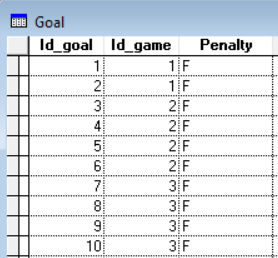 Goal
Id_goal Id_game Penalty
1 1 F
2 1 F
3 2 F
4 2 F
5 2 F
6 2 F
7 3 F
8 3 F
9 3 F
10 3 F